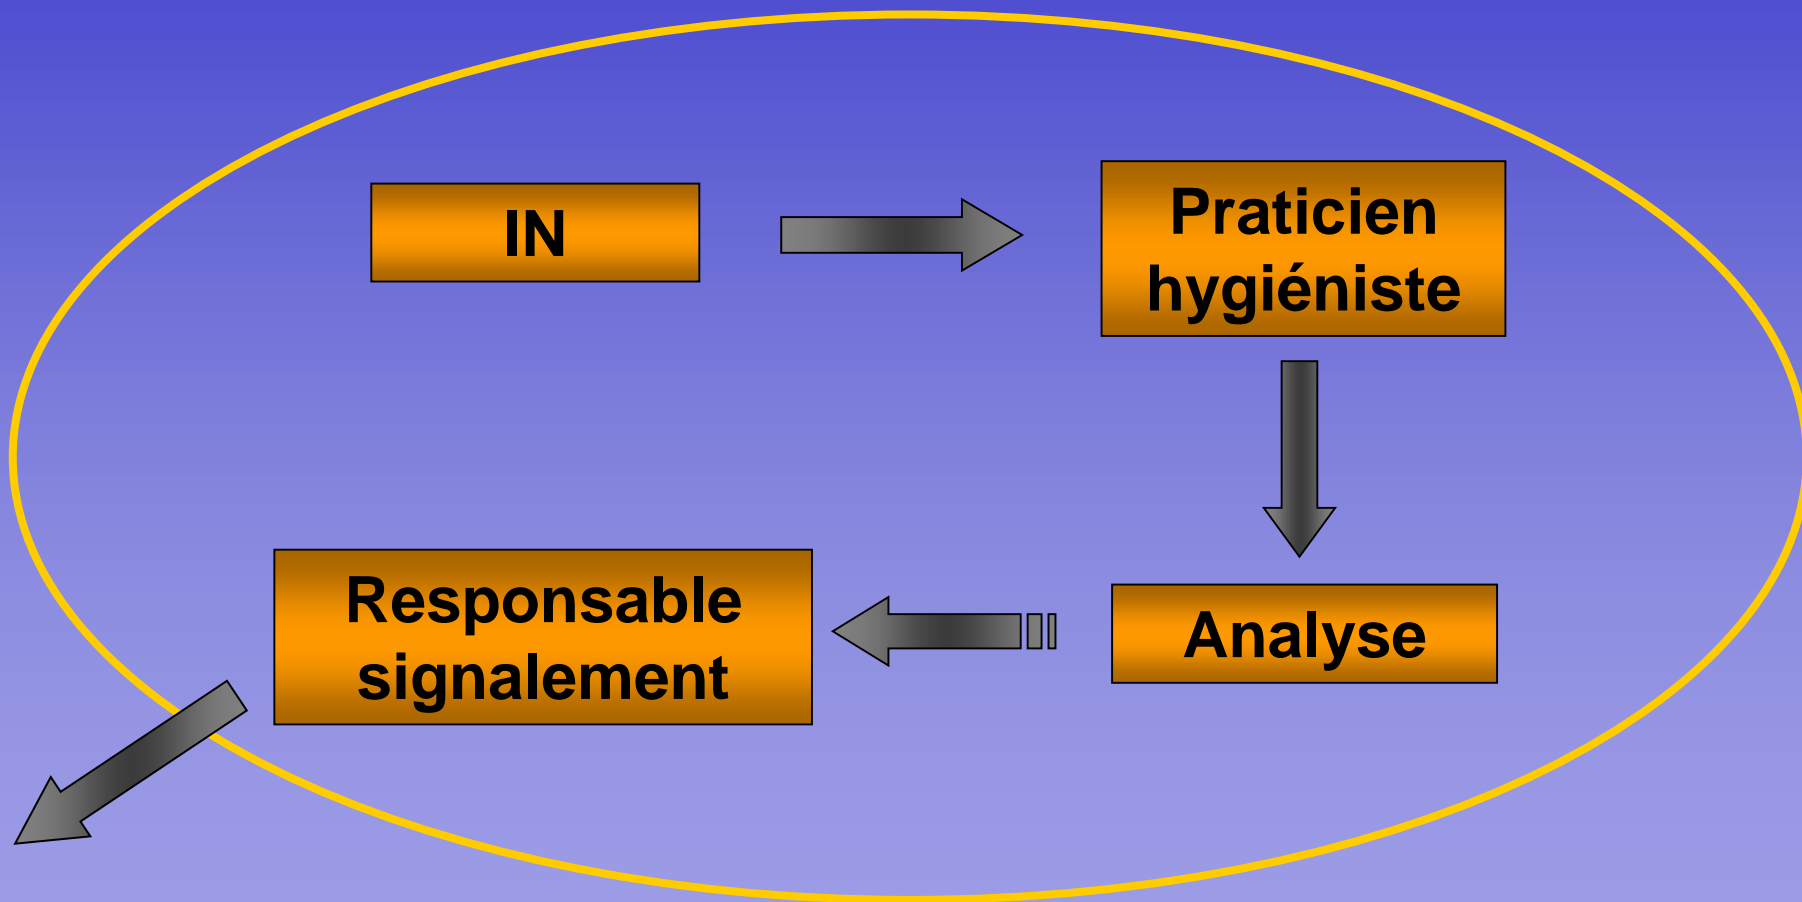 IN
Praticien
hygiéniste
Responsable
signalement
Analyse